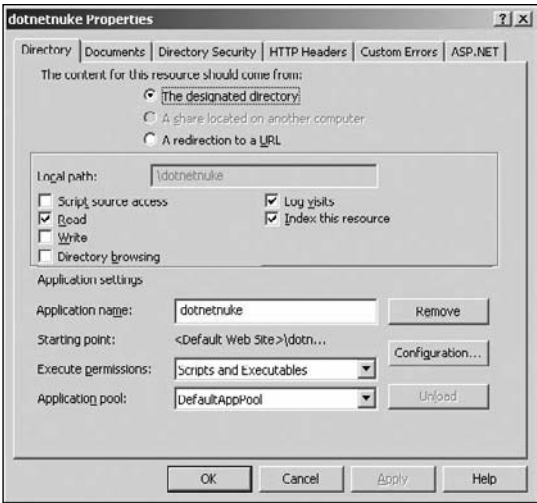 dotnetnuke Properties
? X
Directory Documents Directory Security HTTP Headers Custom Errors ASP.NET
The content for this resource should come from:
The designated directory
A share located on another computer
A redirection to a URL
Local path: \dotnetnuke
Script source access Log visits
Read Index this resource
Write
Directory browsing
Application settings
Application name: dotnetnuke Remove
Starting point: <Default Web Site>\dotn...
Configuration...
Execute permissions: Scripts and Executables
Application pool: DefaultAppPool Unload
OK Cancel Apply Help